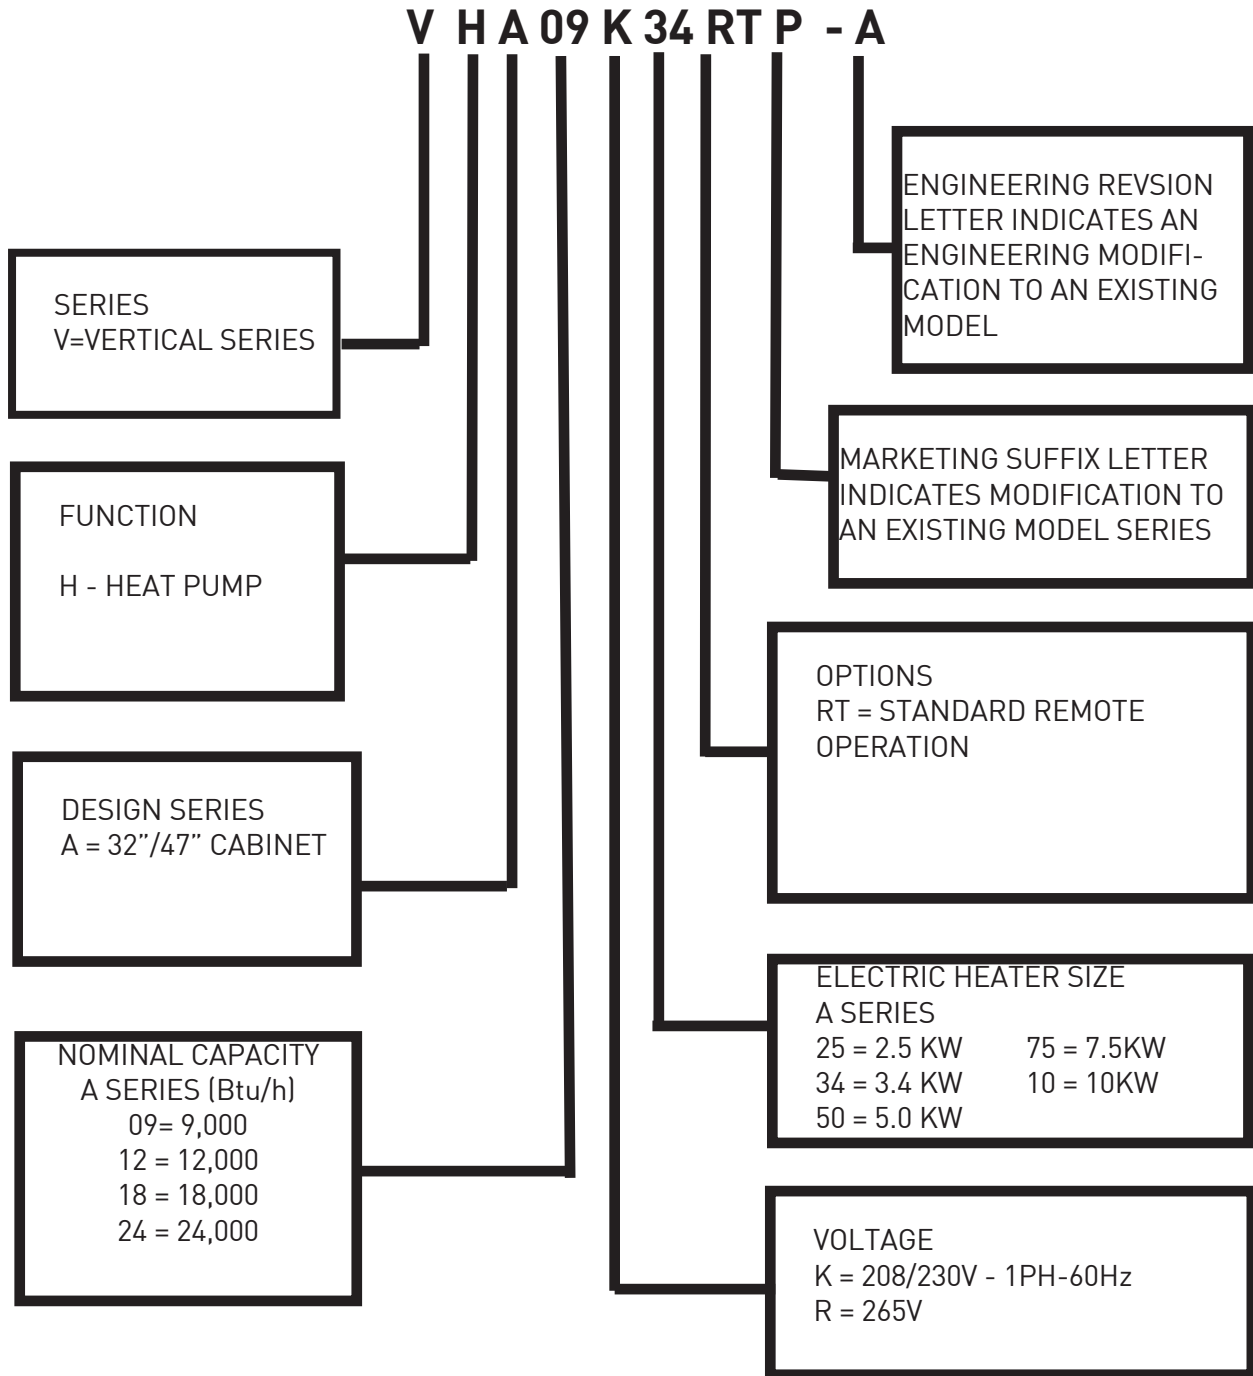 V H A 09 K 34 RT P - A
SERIES
V=VERTICAL SERIES
FUNCTION
H - HEAT PUMP
DESIGN SERIES
A = 32”/47” CABINET
NOMINAL CAPACITY
A SERIES (Btu/h)
09= 9,000
12 = 12,000
18 = 18,000
24 = 24,000
ENGINEERING REVSION
LETTER INDICATES AN
ENGINEERING MODIFI-
CATION TO AN EXISTING
MODEL
MARKETING SUFFIX LETTER
INDICATES MODIFICATION TO
AN EXISTING MODEL SERIES
OPTIONS
RT = STANDARD REMOTE
OPERATION
ELECTRIC HEATER SIZE
A SERIES
25 = 2.5 KW 75 = 7.5KW
34 = 3.4 KW 10 = 10KW
50 = 5.0 KW
VOLTAGE
K = 208/230V - 1PH-60Hz
R = 265V